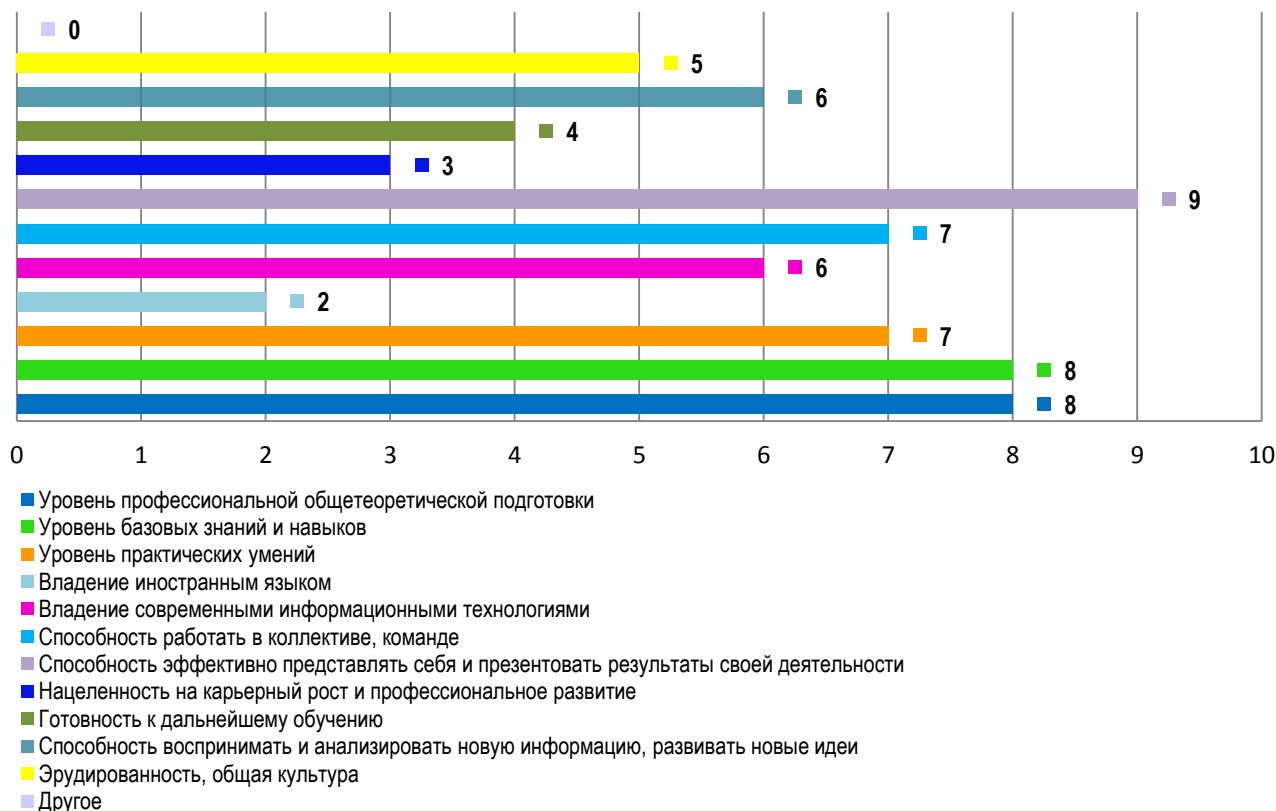 0
5
6
4
3
9
7
6
2
7
8
8
0 1 2 3 4 5 6 7 8 9 10
Уровень профессиональной общетеоретической подготовки
Уровень базовых знаний и навыков
Уровень практических умений
Владение иностранным языком
Владение современными информационными технологиями
Способность работать в коллективе, команде
Способность эффективно представлять себя и презентовать результаты своей деятельности
Нацеленность на карьерный рост и профессиональное развитие
Готовность к дальнейшему обучению
Способность воспринимать и анализировать новую информацию, развивать новые идеи
Эрудированность, общая культура
Другое